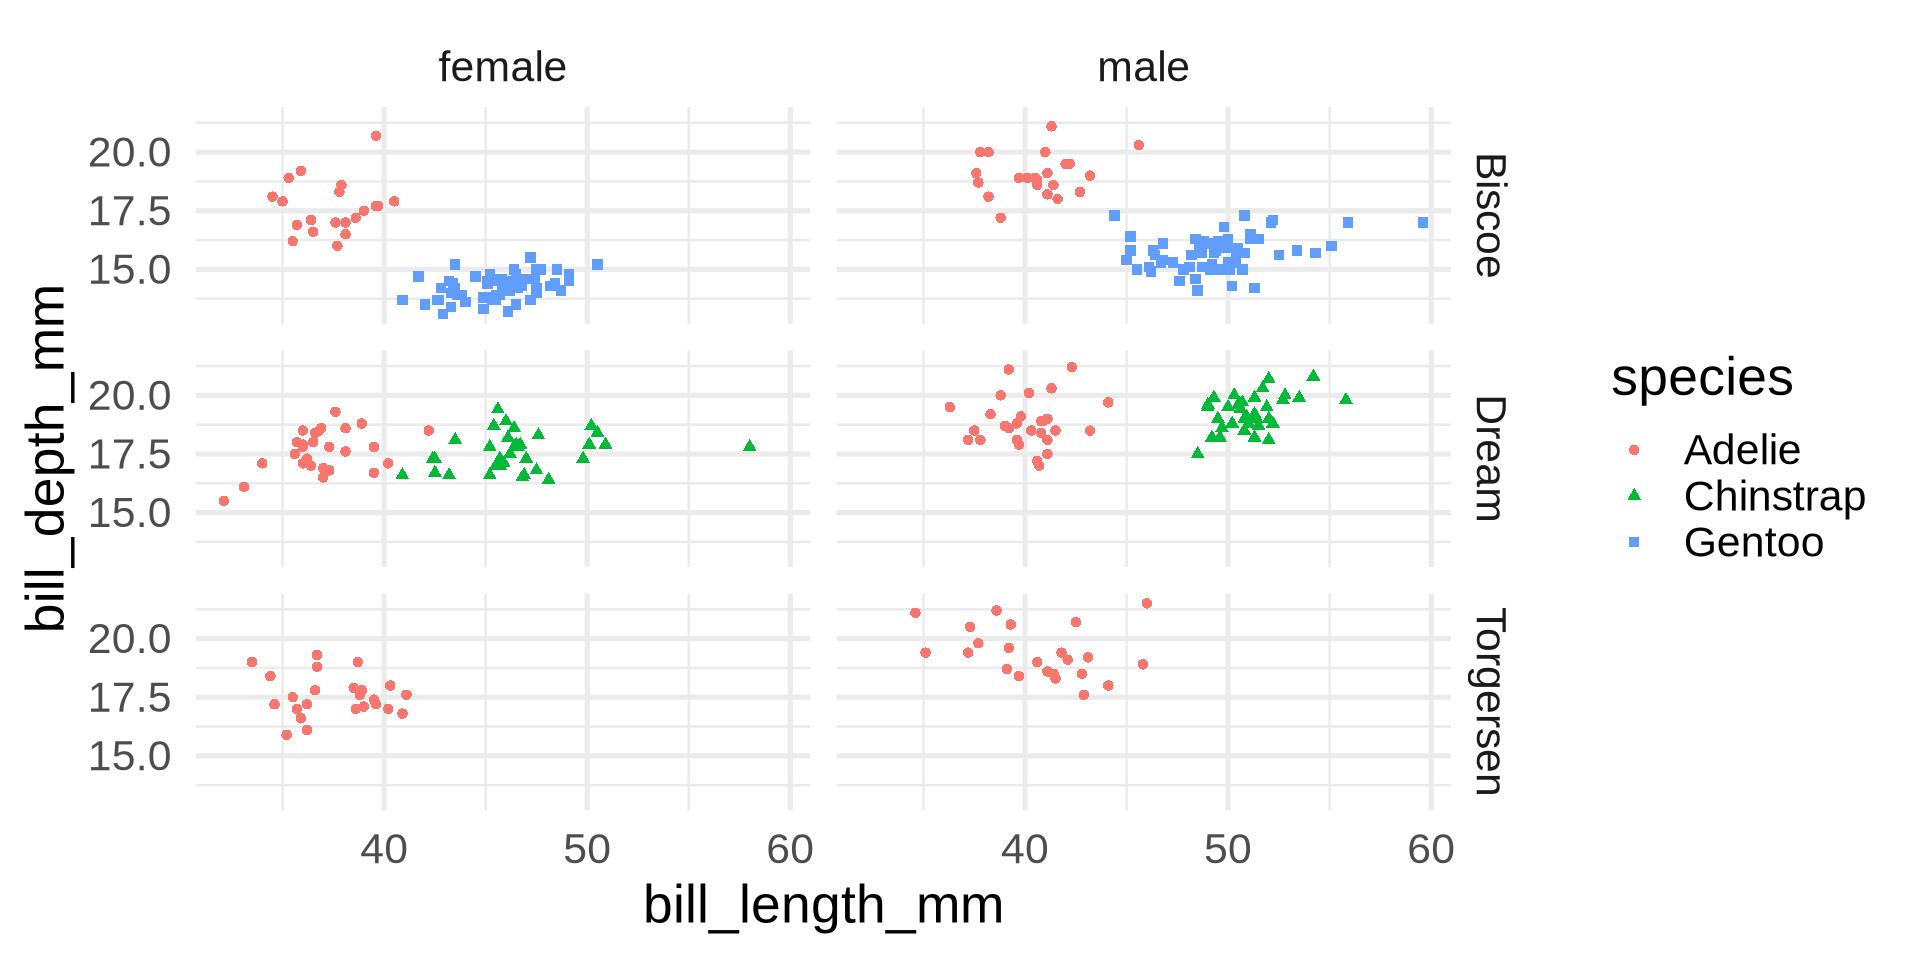 female
male
20.0
17.5
15.0
Biscoe
20.0
17.5
15.0
Dream
20.0
17.5
15.0
Torgersen
40
50
60
40
50
60
bill_length_mm
bill_depth_mm
species
Adelie
Chinstrap
Gentoo